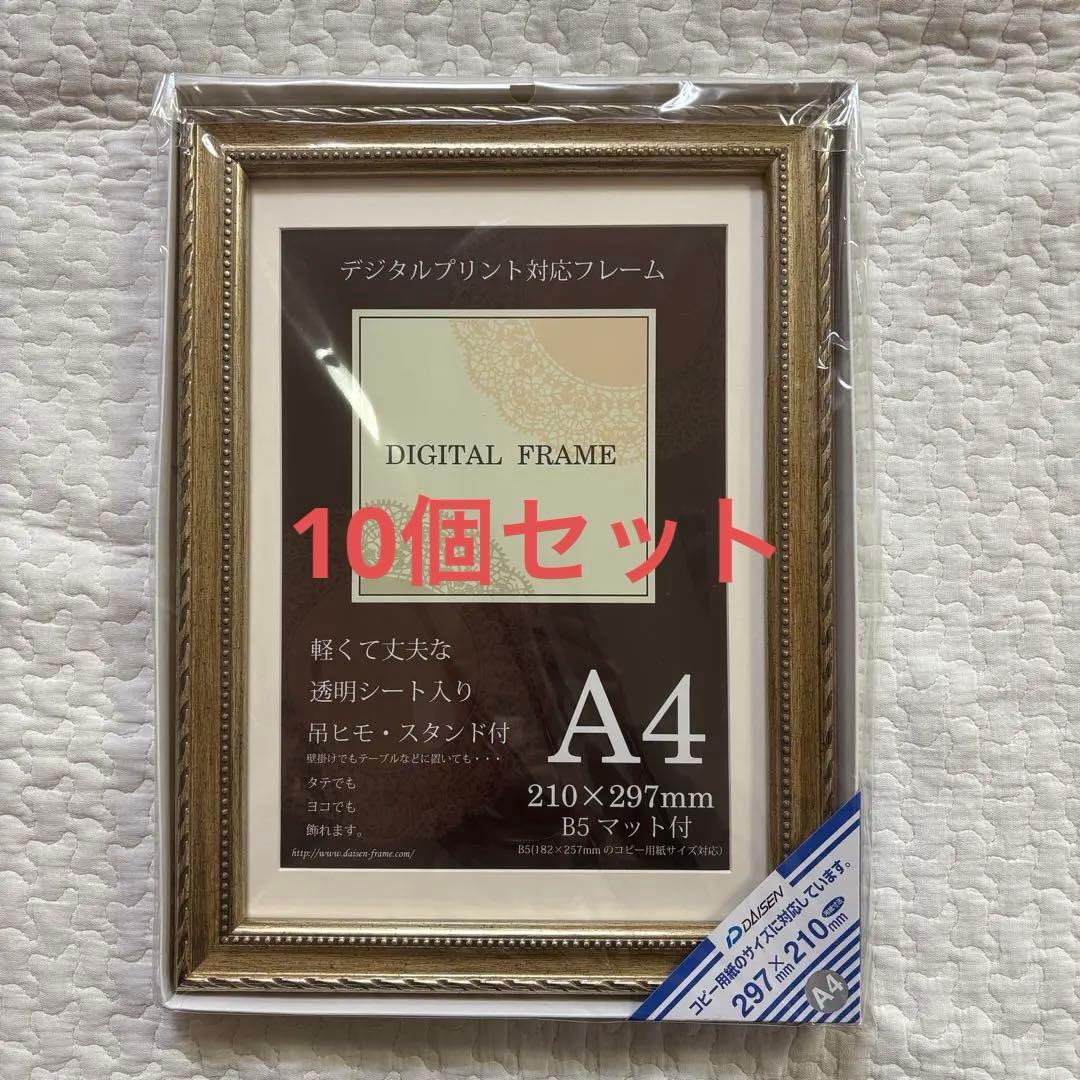 デジタルプリント対応フレーム
DIGITAL FRAME
10個セット
軽くて丈夫な
透明シート入り
吊ヒモ・スタンド付
壁掛けでもテーブルなどに置いても・・・
タテでも
ヨコでも
飾れます。
http://www.daisen-frame.com/
A4
210×297mm
B5マット付
B5(182×257mmのコピー用紙サイズ対応)
DAISEN
コピー用紙のサイズに対応しています。
297mm×210mm
A4